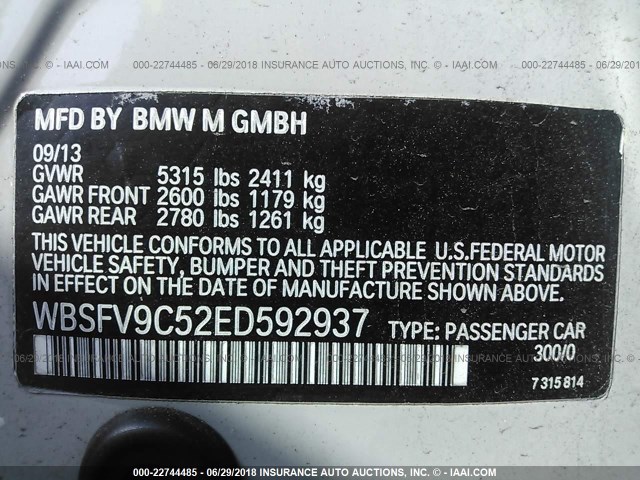 000-22744485 - 06/29/2018 INSURANCE AUTO AUCTIONS, INC. - IAAI.COM
MFD BY BMW M GMBH
09/13
GVWR 5315 lbs 2411 kg
GAWR FRONT 2600 lbs 1179 kg
GAWR REAR 2780 lbs 1261 kg
THIS VEHICLE CONFORMS TO ALL APPLICABLE U.S.FEDERAL MOTOR
VEHICLE SAFETY, BUMPER AND THEFT PREVENTION STANDARDS
IN EFFECT ON THE DATE OF MANUFACTURE SHOWN ABOVE.
WBSFV9C52ED592937 TYPE: PASSENGER CAR
300/0
7 315 814
000-22744485 - 06/29/2018 INSURANCE AUTO AUCTIONS, INC. - IAAI.COM